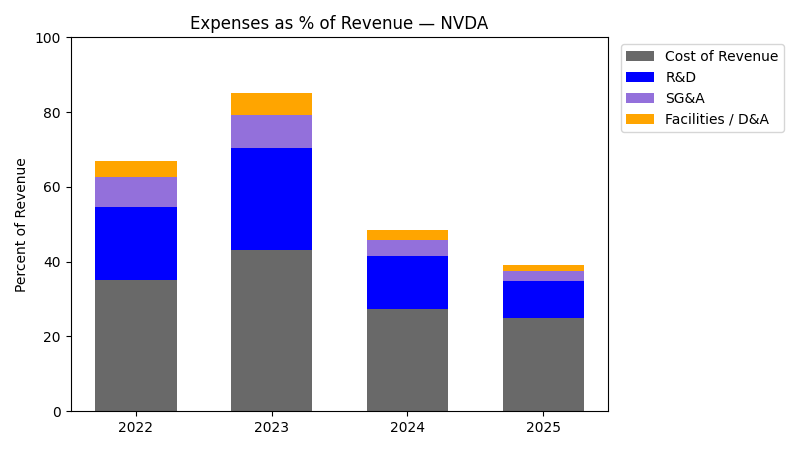 Expenses as % of Revenue — NVDA
Percent of Revenue
100
80
60
40
20
0
2022
2023
2024
2025
Cost of Revenue
R&D
SG&A
Facilities / D&A